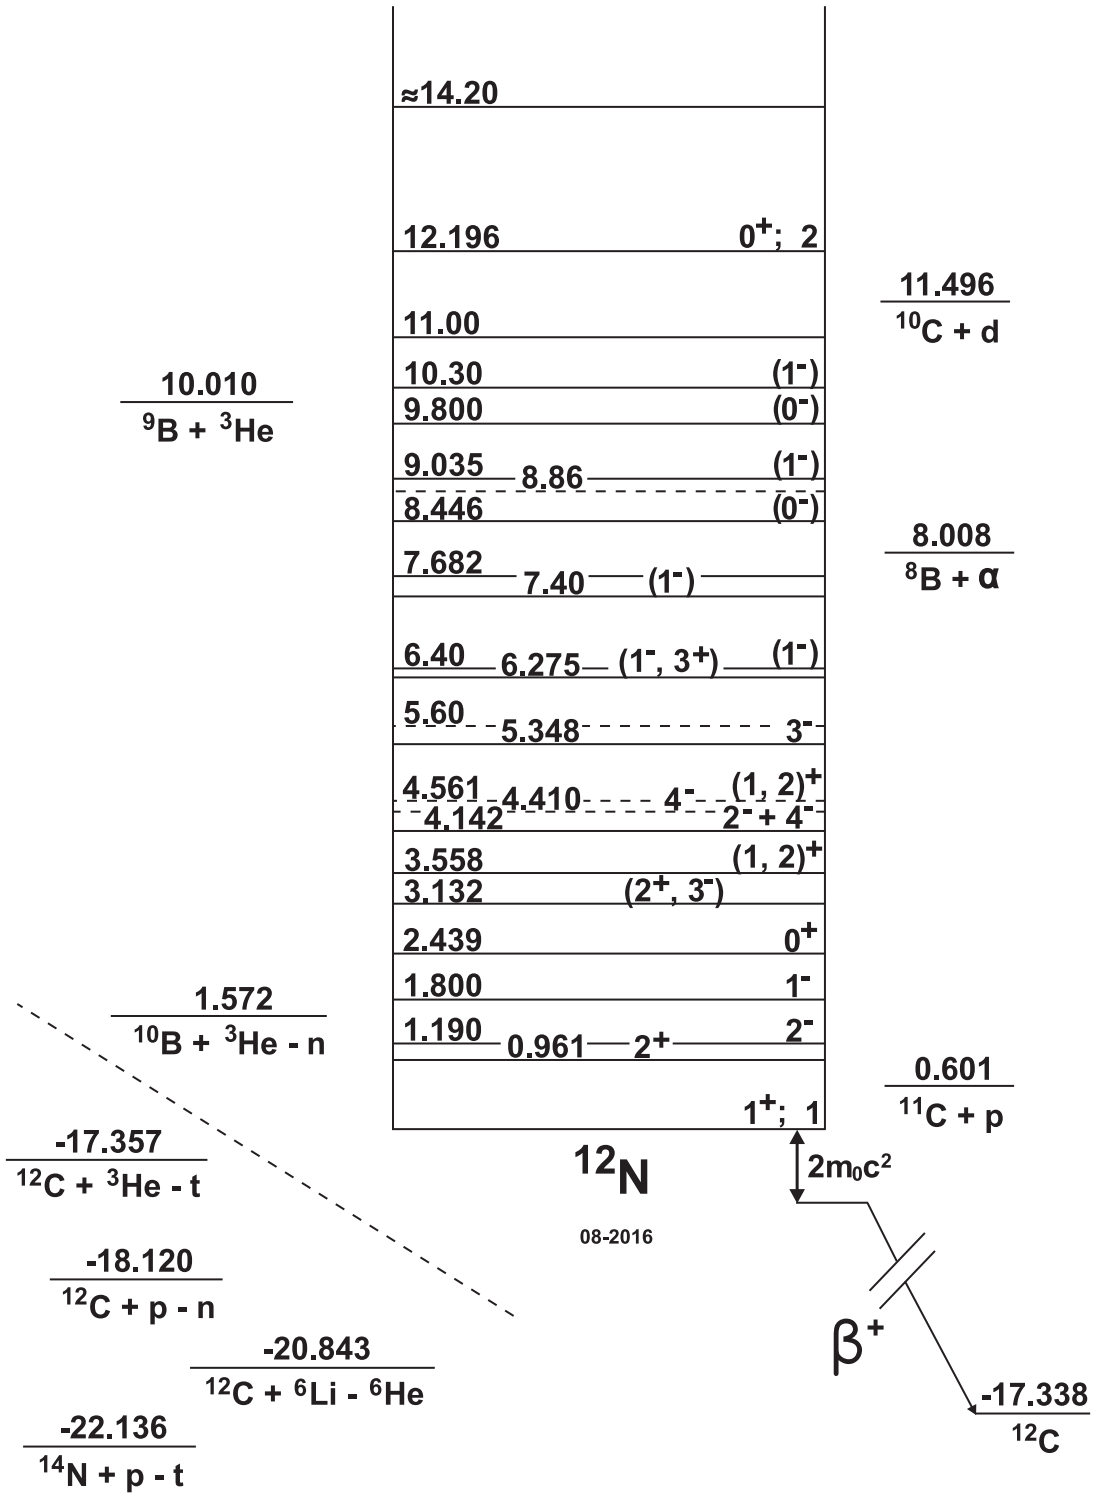 ≈14.20
12.196 0⁺; 2
11.496
¹⁰C + d
11.00
10.30 (1⁻)
10.010
⁹B + ³He
9.800 (0⁻)
9.035 (1⁻)
8.86
8.446 (0⁻)
8.008
⁸B + α
7.682
7.40 (1⁻)
6.40 (1⁻)
6.275 (1⁻, 3⁺)
5.60
5.348 3⁻
4.561 (1, 2)⁺
4.410 4⁻
4.142 2⁻ + 4⁻
3.558 (1, 2)⁺
3.132 (2⁺, 3⁻)
2.439 0⁺
1.800 1⁻
1.572
¹⁰B + ³He - n
1.190 2⁻
0.961 2⁺
0.601
¹¹C + p
1⁺; 1
¹²N
2m₀c²
08-2016
-17.357
¹²C + ³He - t
-18.120
¹²C + p - n
β⁺
-20.843
¹²C + ⁶Li - ⁶He
-17.338
¹²C
-22.136
¹⁴N + p - t